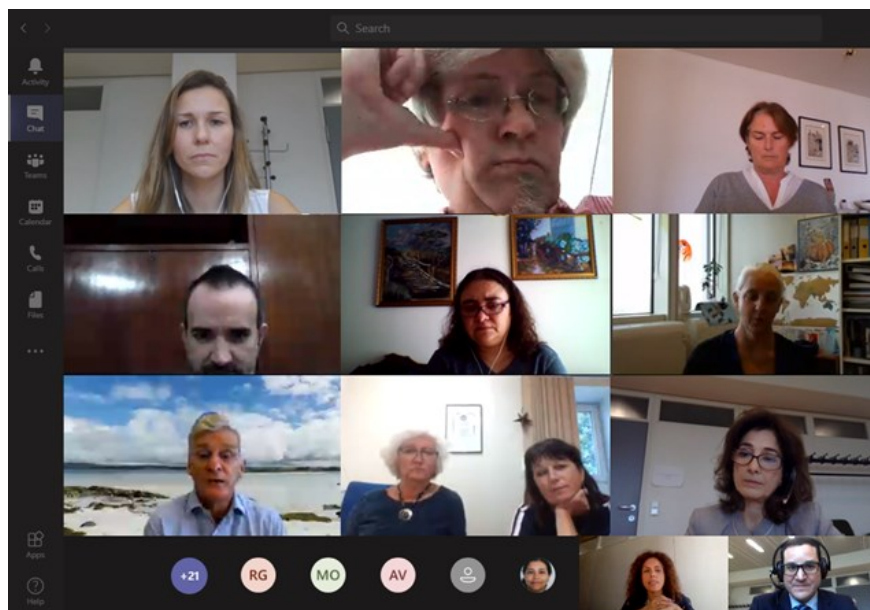 Search
Activity
Chat
Teams
Calendar
Calls
Files
Apps
Help
+21
RG
MO
AV